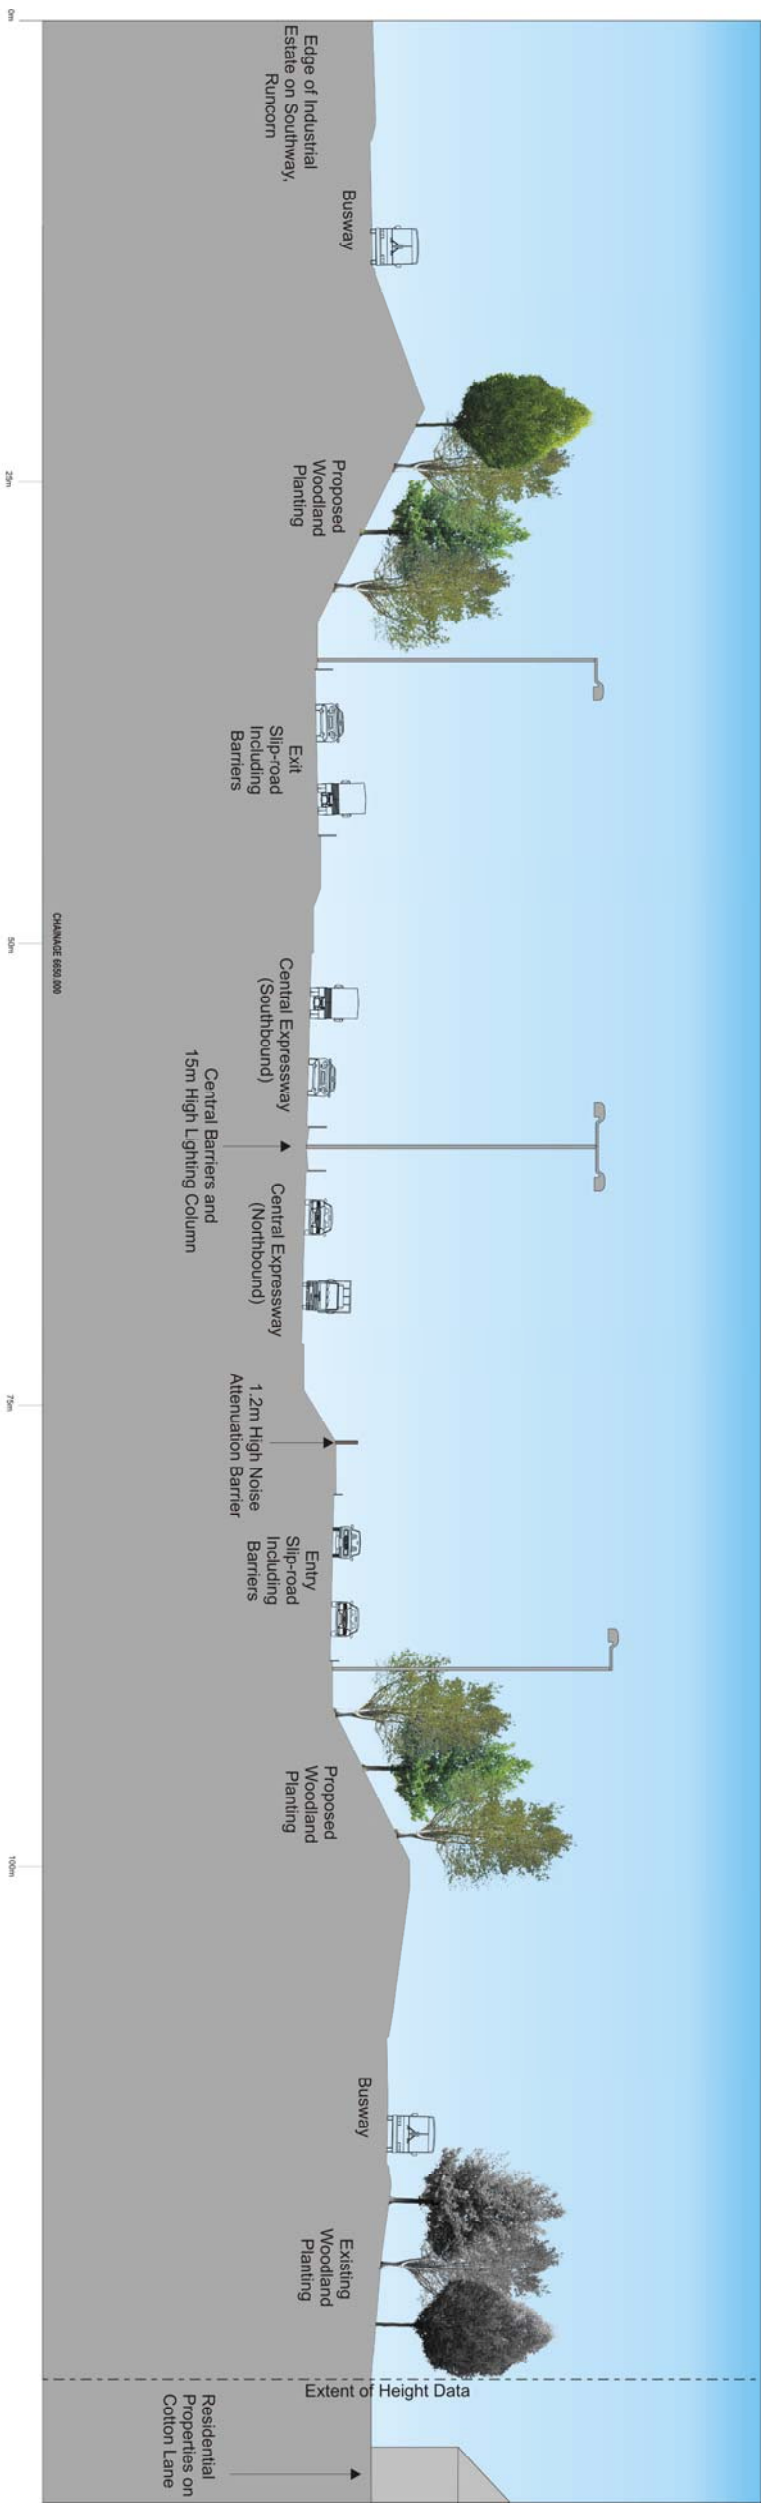 Edge of Industrial
Estate on Southway,
Runcorn
Busway
Proposed
Woodland
Planting
Exit
Slip-road
Including
Barriers
Central Expressway
(Southbound)
Central Barriers and
15m High Lighting Column
Central Expressway
(Northbound)
1.2m High Noise
Attenuation Barrier
Entry
Slip-road
Including
Barriers
Proposed
Woodland
Planting
Busway
Existing
Woodland
Planting
Extent of Height Data
Residential
Properties on
Cotton Lane
CHAINAGE 6650.000
0m
25m
50m
75m
100m